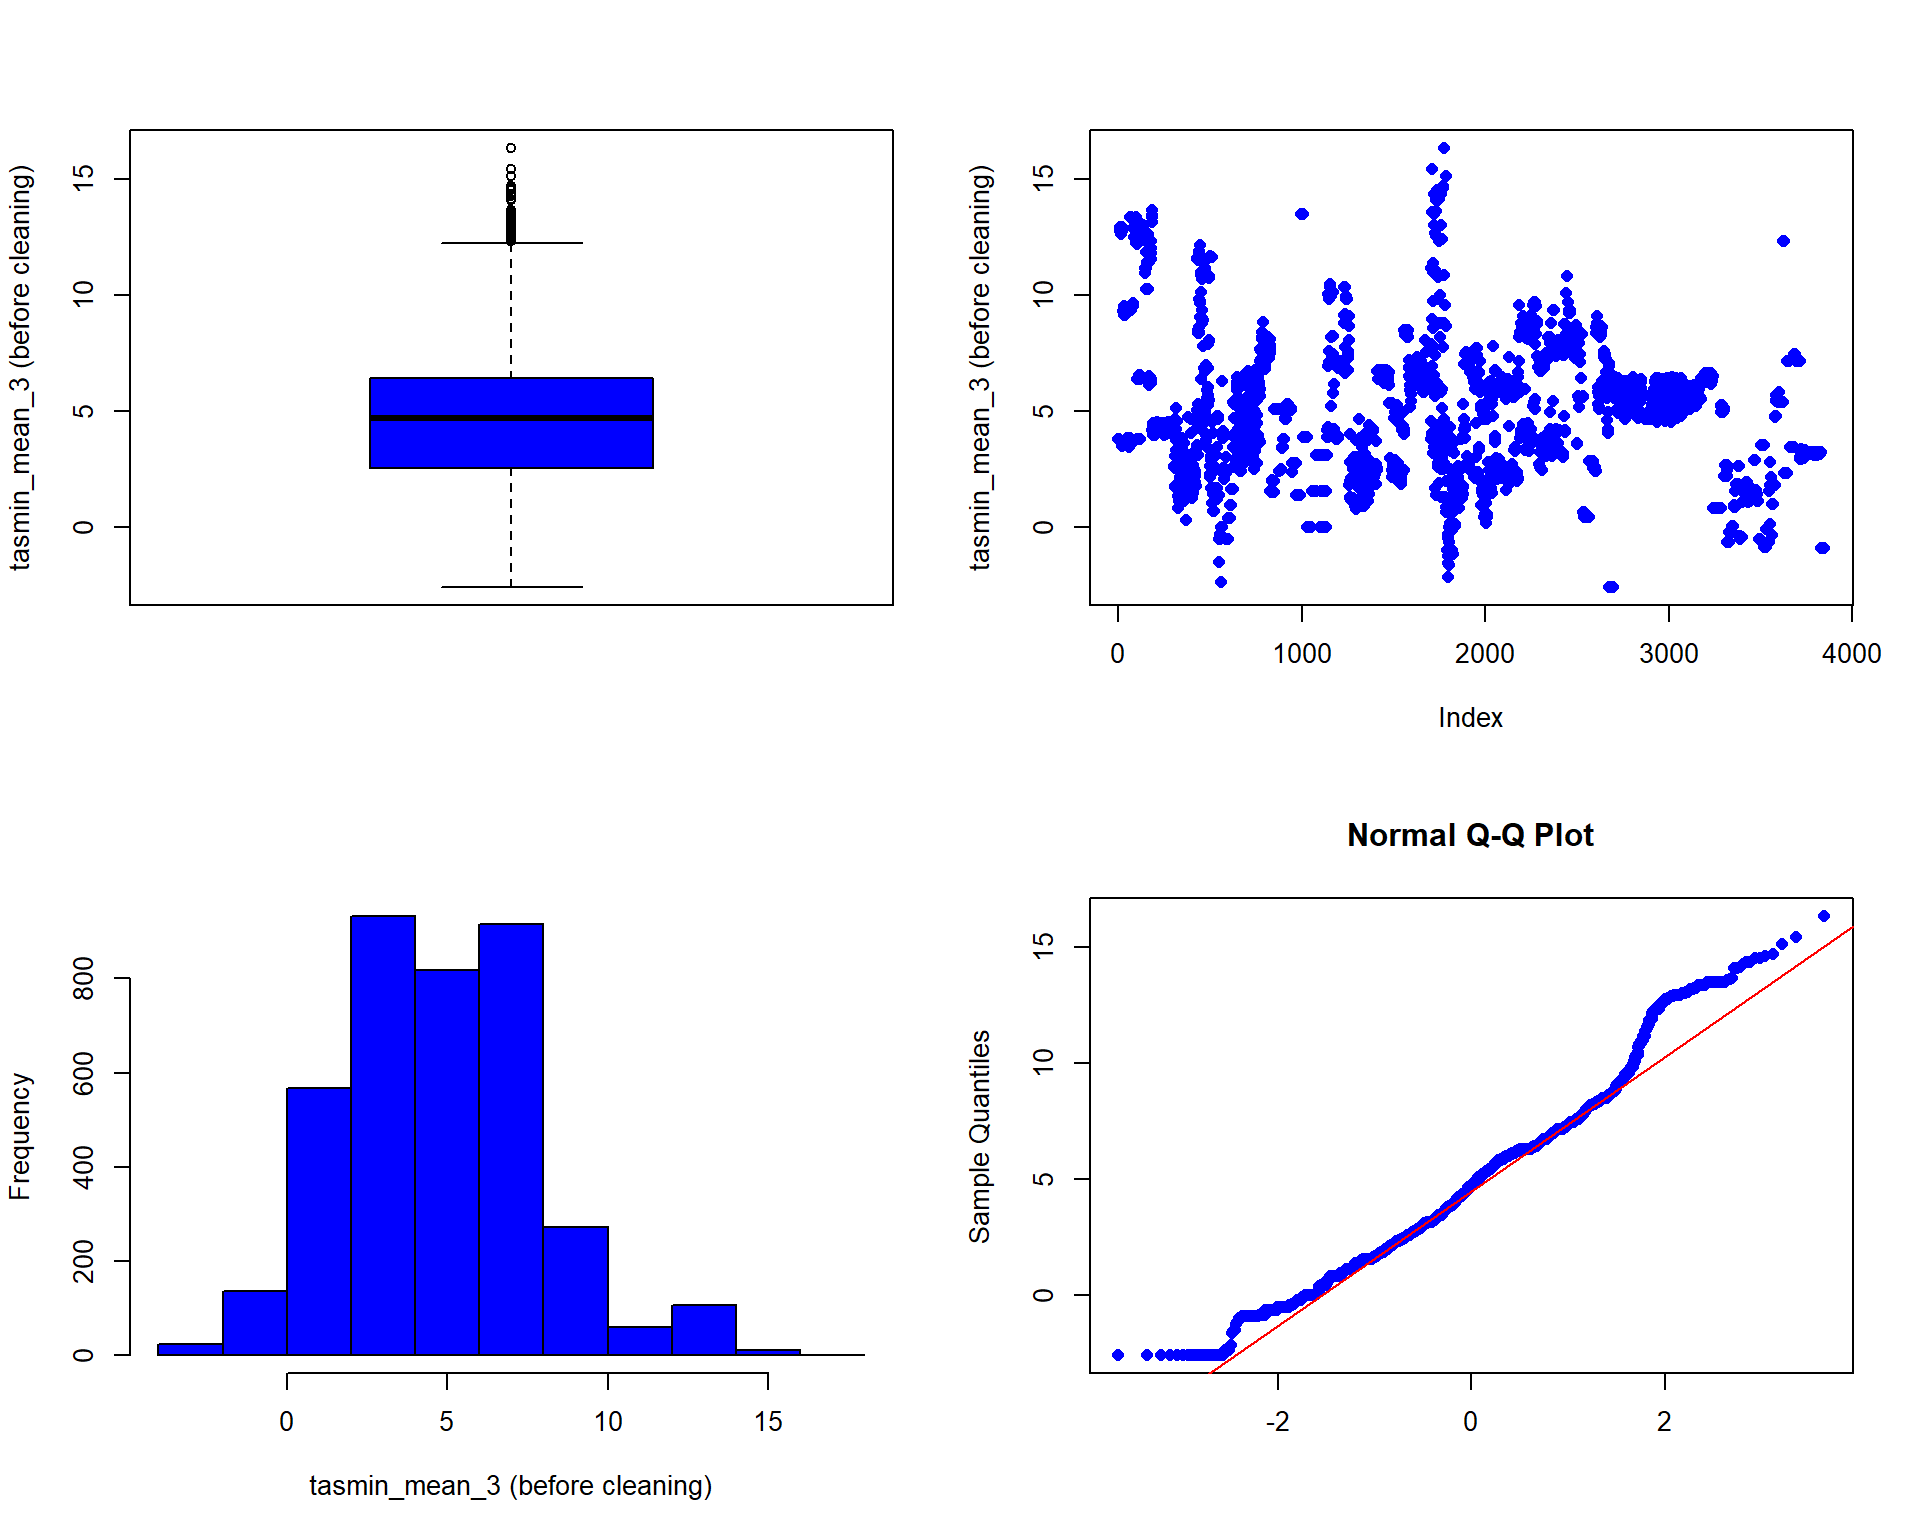 tasmin_mean_3 (before cleaning)
15
10
5
0
tasmin_mean_3 (before cleaning)
15
10
5
0
0 1000 2000 3000 4000
Index
Frequency
800
600
400
200
0
0 5 10 15
tasmin_mean_3 (before cleaning)
Normal Q-Q Plot
Sample Quantiles
15
10
5
0
-2 0 2